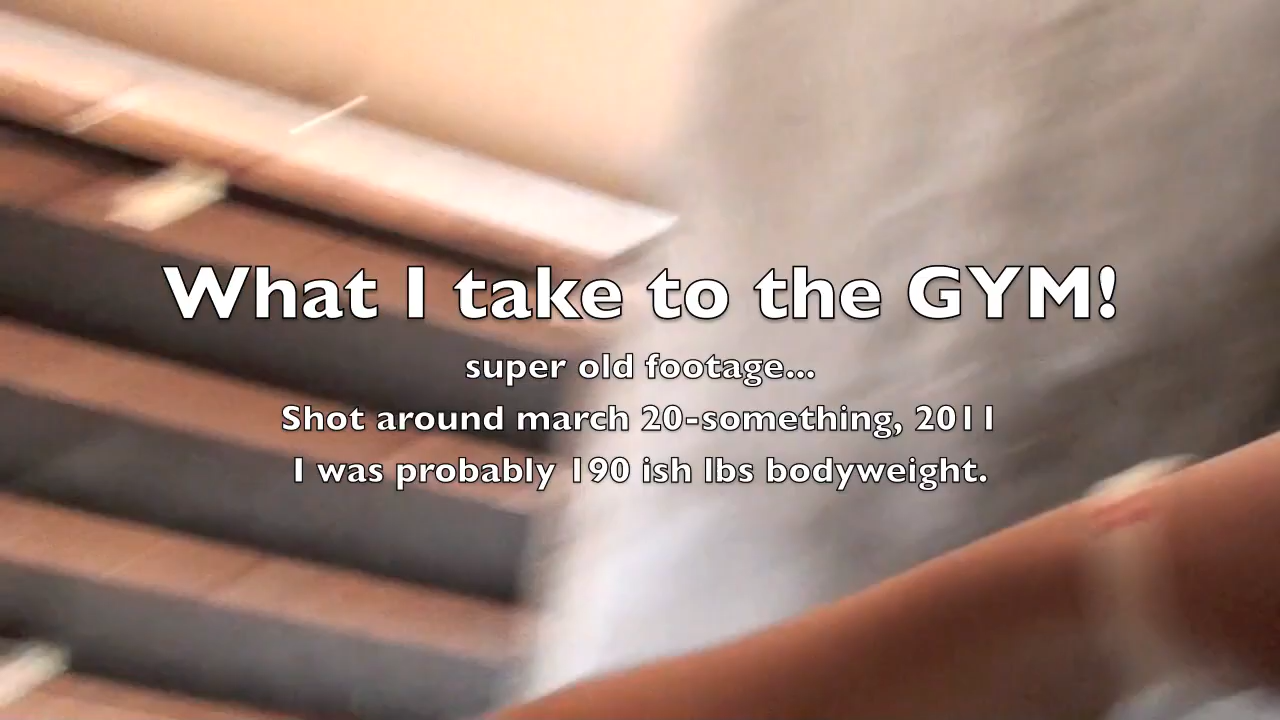 What I take to the GYM!
super old footage...
Shot around march 20-something, 2011
I was probably 190 ish lbs bodyweight.